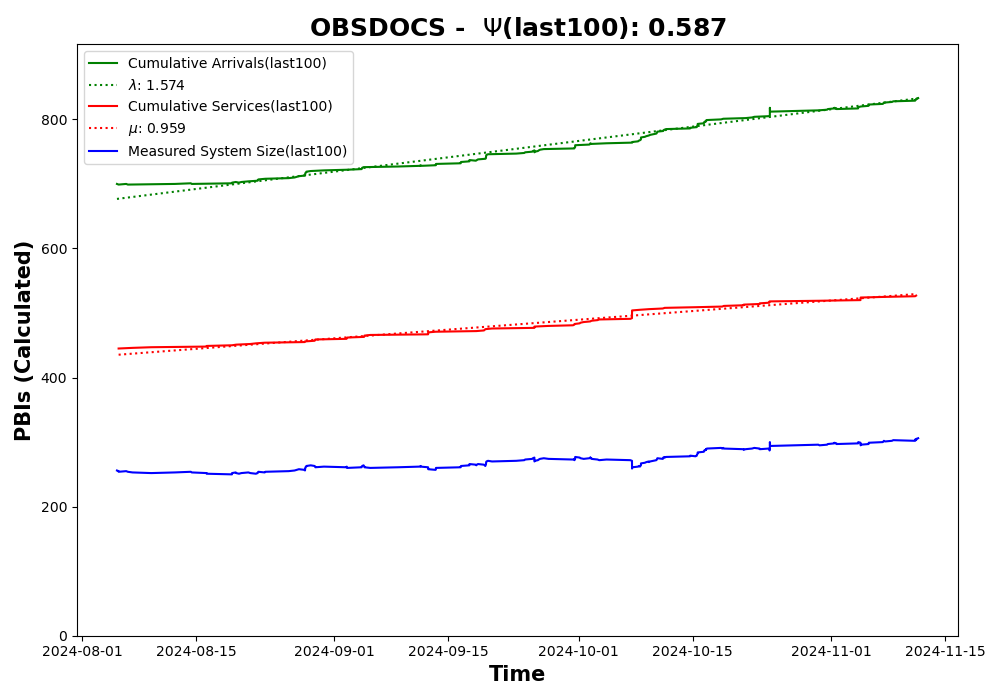 OBSDOCS -  Ψ(last100): 0.587
Cumulative Arrivals(last100)
λ: 1.574
Cumulative Services(last100)
μ: 0.959
Measured System Size(last100)
PBIs (Calculated)
800
600
400
200
0
2024-08-01
2024-08-15
2024-09-01
2024-09-15
2024-10-01
2024-10-15
2024-11-01
2024-11-15
Time